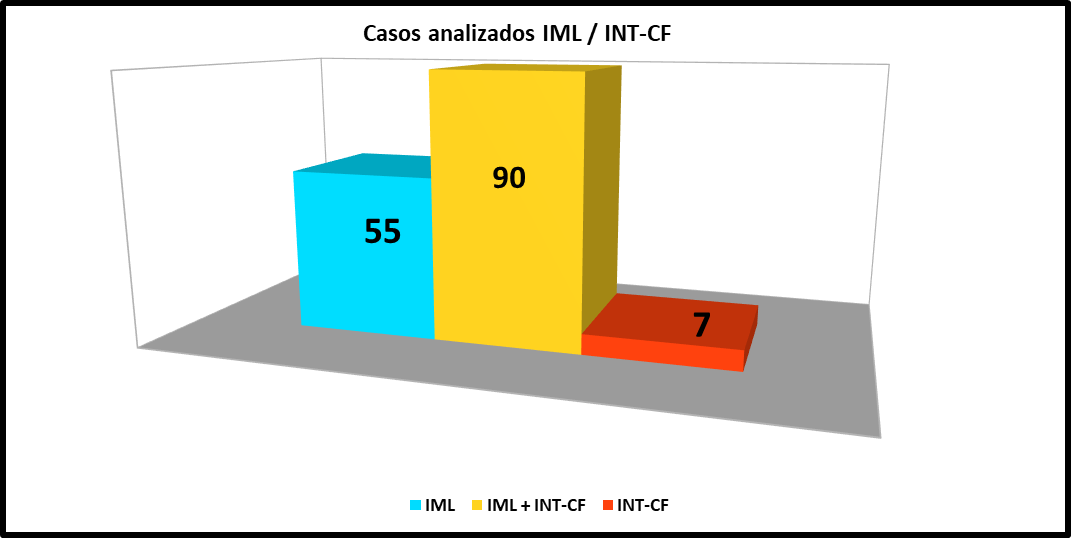 Casos analizados IML / INT-CF
90
55
7
IML IML + INT-CF INT-CF